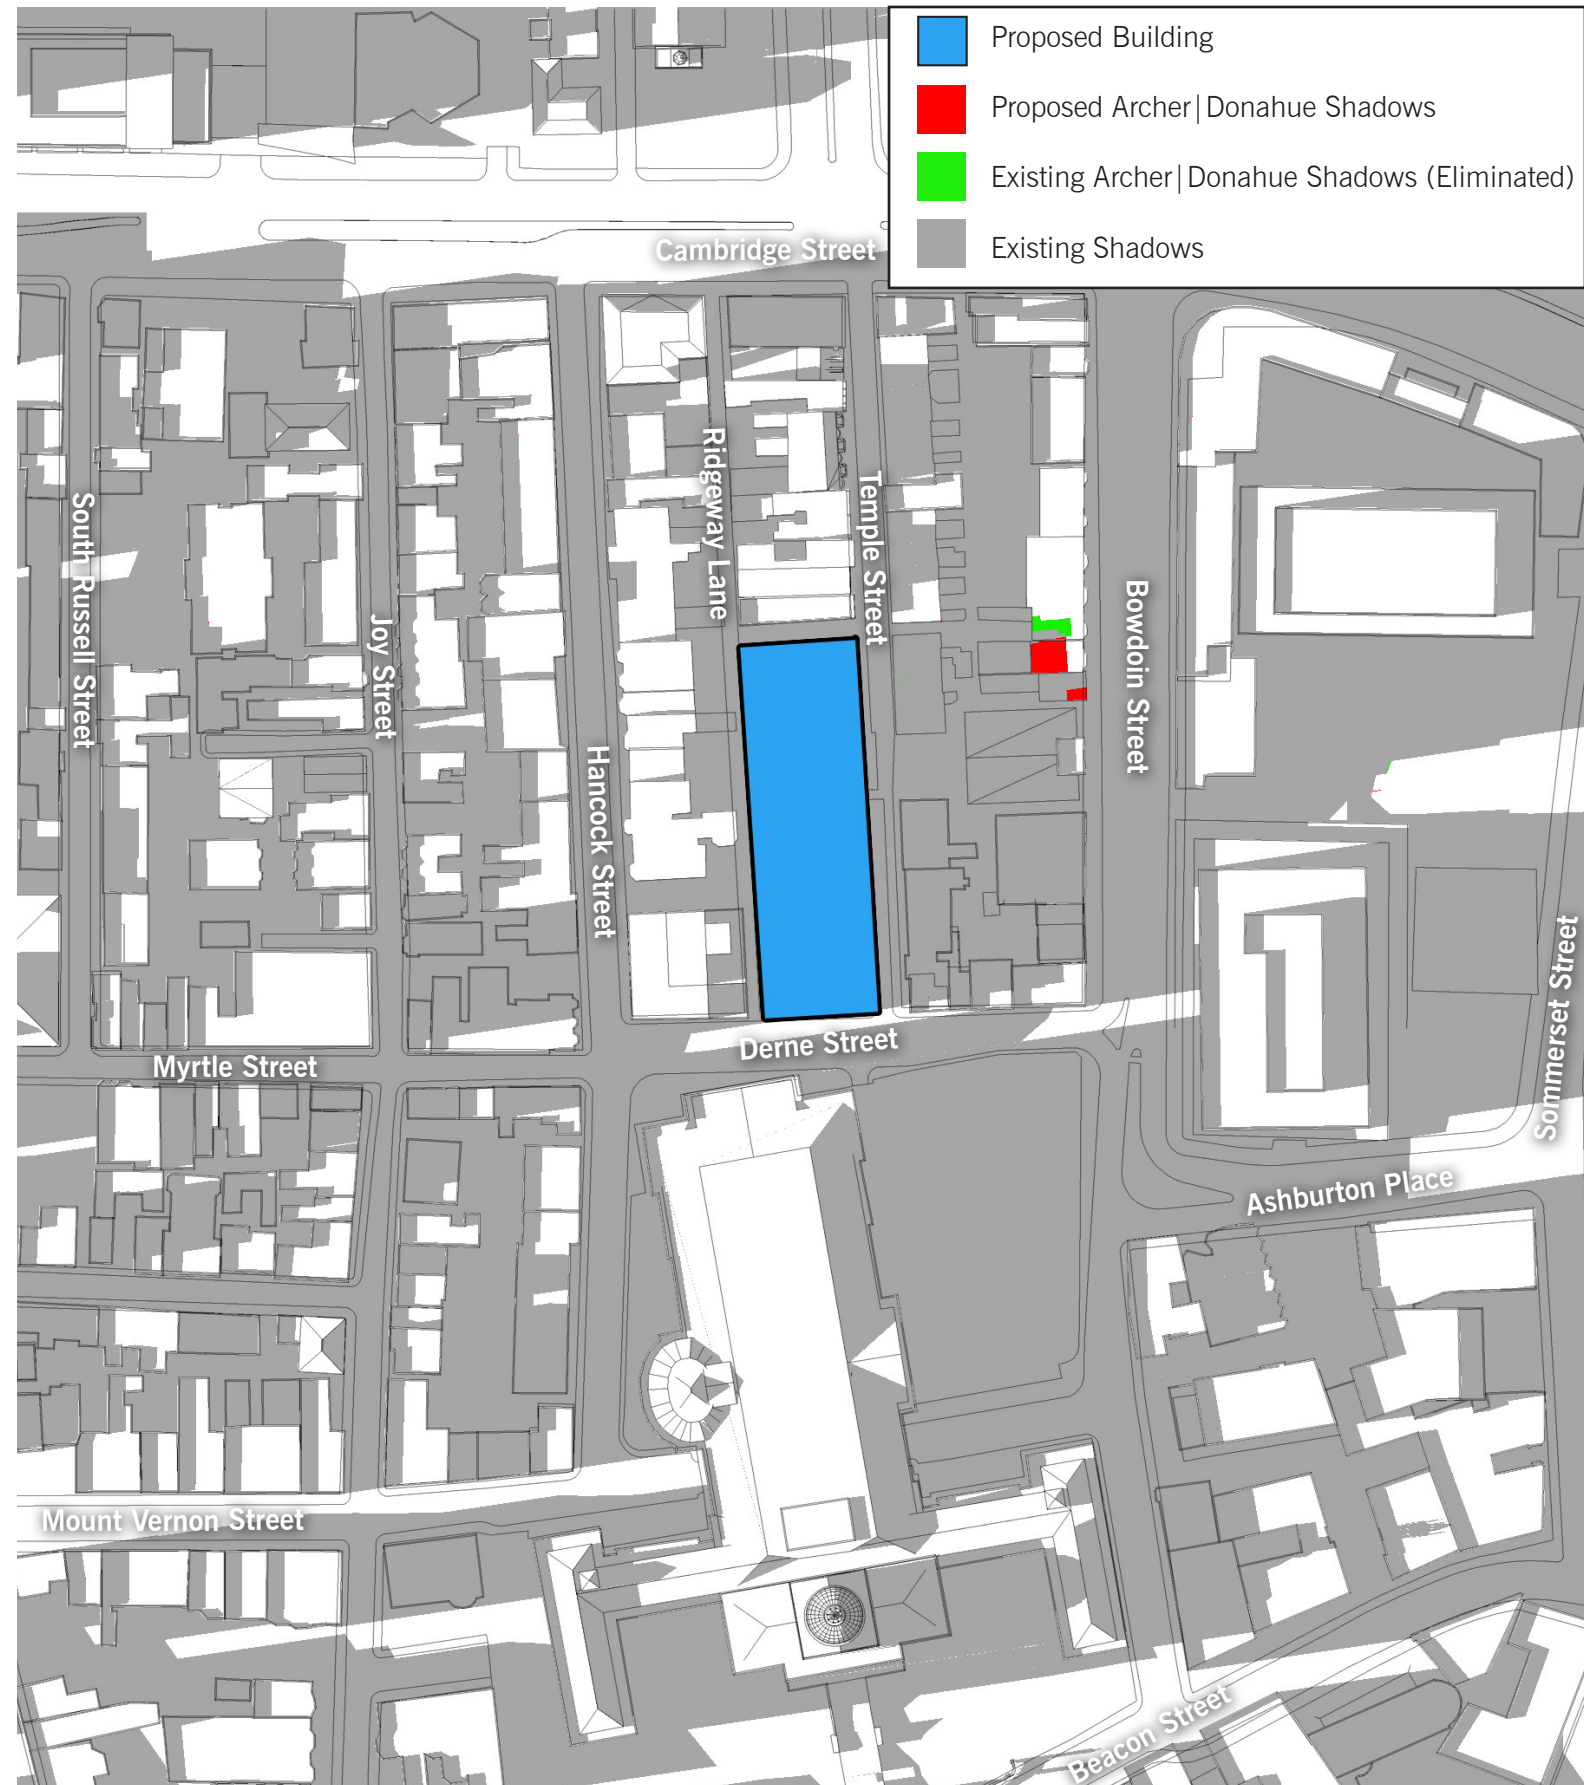 Proposed Building
Proposed Archer|Donahue Shadows
Existing Archer|Donahue Shadows (Eliminated)
Existing Shadows
Cambridge Street
Ridgeway Lane
Temple Street
South Russell Street
Joy Street
Hancock Street
Bowdoin Street
Sommerset Street
Derne Street
Myrtle Street
Ashburton Place
Mount Vernon Street
Beacon Street